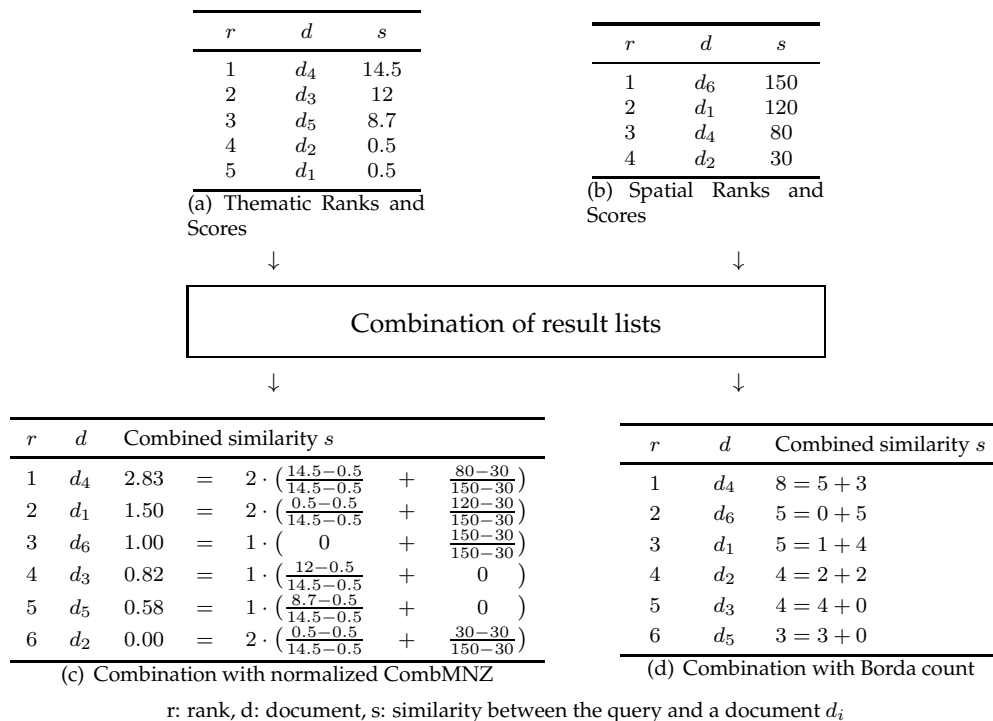 r d s
1 d₄ 14.5
2 d₃ 12
3 d₅ 8.7
4 d₂ 0.5
5 d₁ 0.5
(a) Thematic Ranks and
Scores
r d s
1 d₆ 150
2 d₁ 120
3 d₄ 80
4 d₂ 30
(b) Spatial Ranks and
Scores
↓ ↓
Combination of result lists
↓ ↓
r d Combined similarity s
1 d₄ 2.83 = 2 · ( (14.5−0.5)/(14.5−0.5) + (80−30)/(150−30) )
2 d₁ 1.50 = 2 · ( (0.5−0.5)/(14.5−0.5) + (120−30)/(150−30) )
3 d₆ 1.00 = 1 · ( 0 + (150−30)/(150−30) )
4 d₃ 0.82 = 1 · ( (12−0.5)/(14.5−0.5) + 0 )
5 d₅ 0.58 = 1 · ( (8.7−0.5)/(14.5−0.5) + 0 )
6 d₂ 0.00 = 2 · ( (0.5−0.5)/(14.5−0.5) + (30−30)/(150−30) )
(c) Combination with normalized CombMNZ
r d Combined similarity s
1 d₄ 8 = 5 + 3
2 d₆ 5 = 0 + 5
3 d₁ 5 = 1 + 4
4 d₂ 4 = 2 + 2
5 d₃ 4 = 4 + 0
6 d₅ 3 = 3 + 0
(d) Combination with Borda count
r: rank, d: document, s: similarity between the query and a document dᵢ